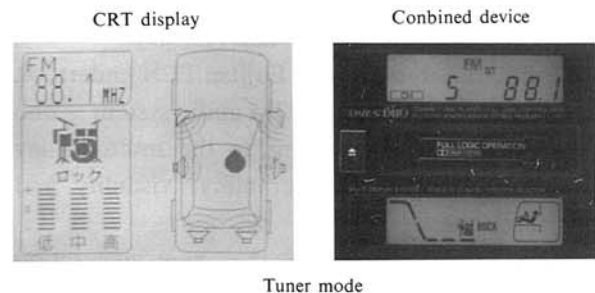 CRT display
Conbined device
FM
88.1 MHZ
ロック
低 中 高
FM
ST
5 88.1
FULL LOGIC OPERATION
ROCK
Tuner mode